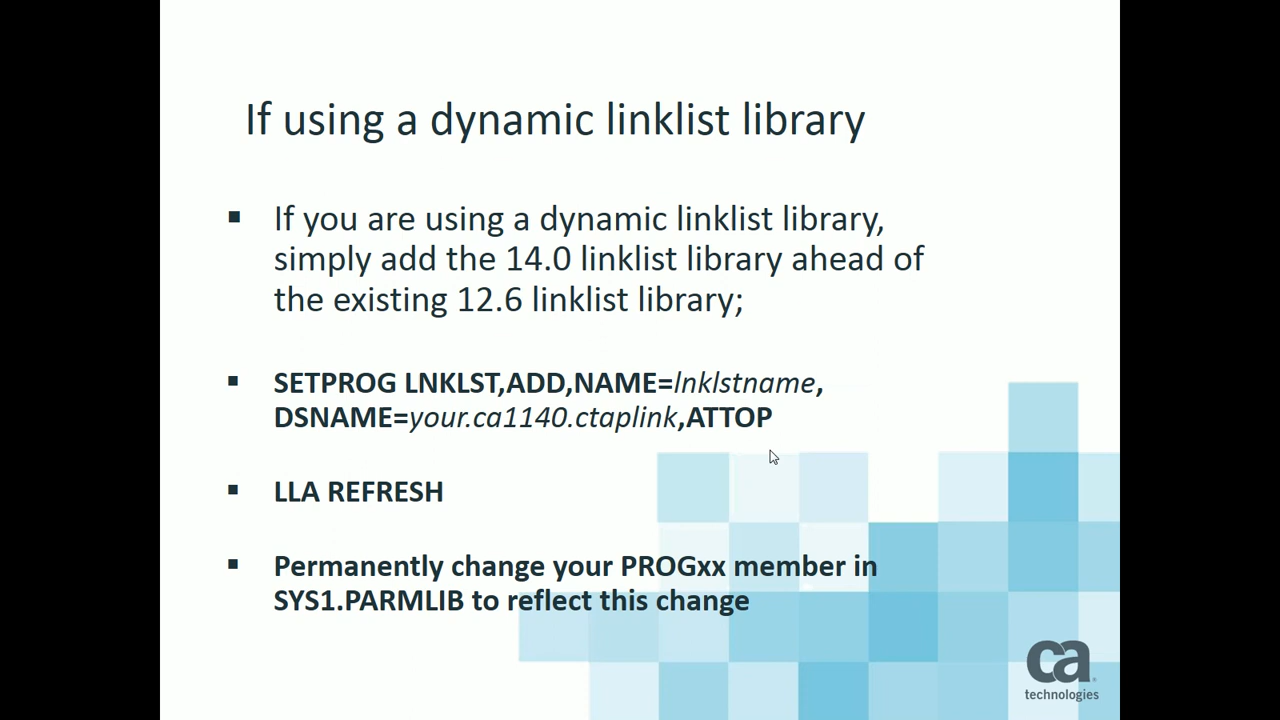 If using a dynamic linklist library
▪ If you are using a dynamic linklist library,
simply add the 14.0 linklist library ahead of
the existing 12.6 linklist library;
▪ SETPROG LNKLST,ADD,NAME=lnklstname,
DSNAME=your.ca1140.ctaplink,ATTOP
▪ LLA REFRESH
▪ Permanently change your PROGxx member in
SYS1.PARMLIB to reflect this change
ca
technologies